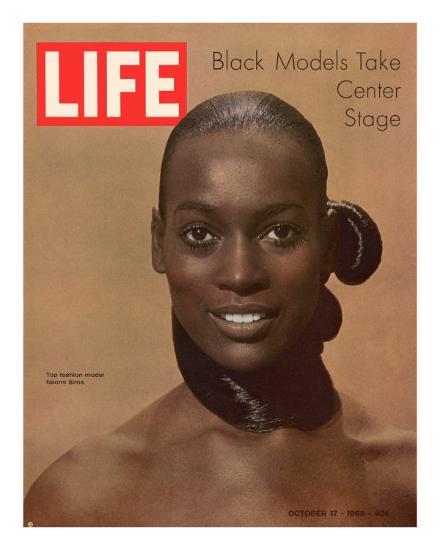 LIFE
Black Models Take
Center
Stage
Top fashion model
Naomi Sims
OCTOBER 17 · 1969 · 40¢